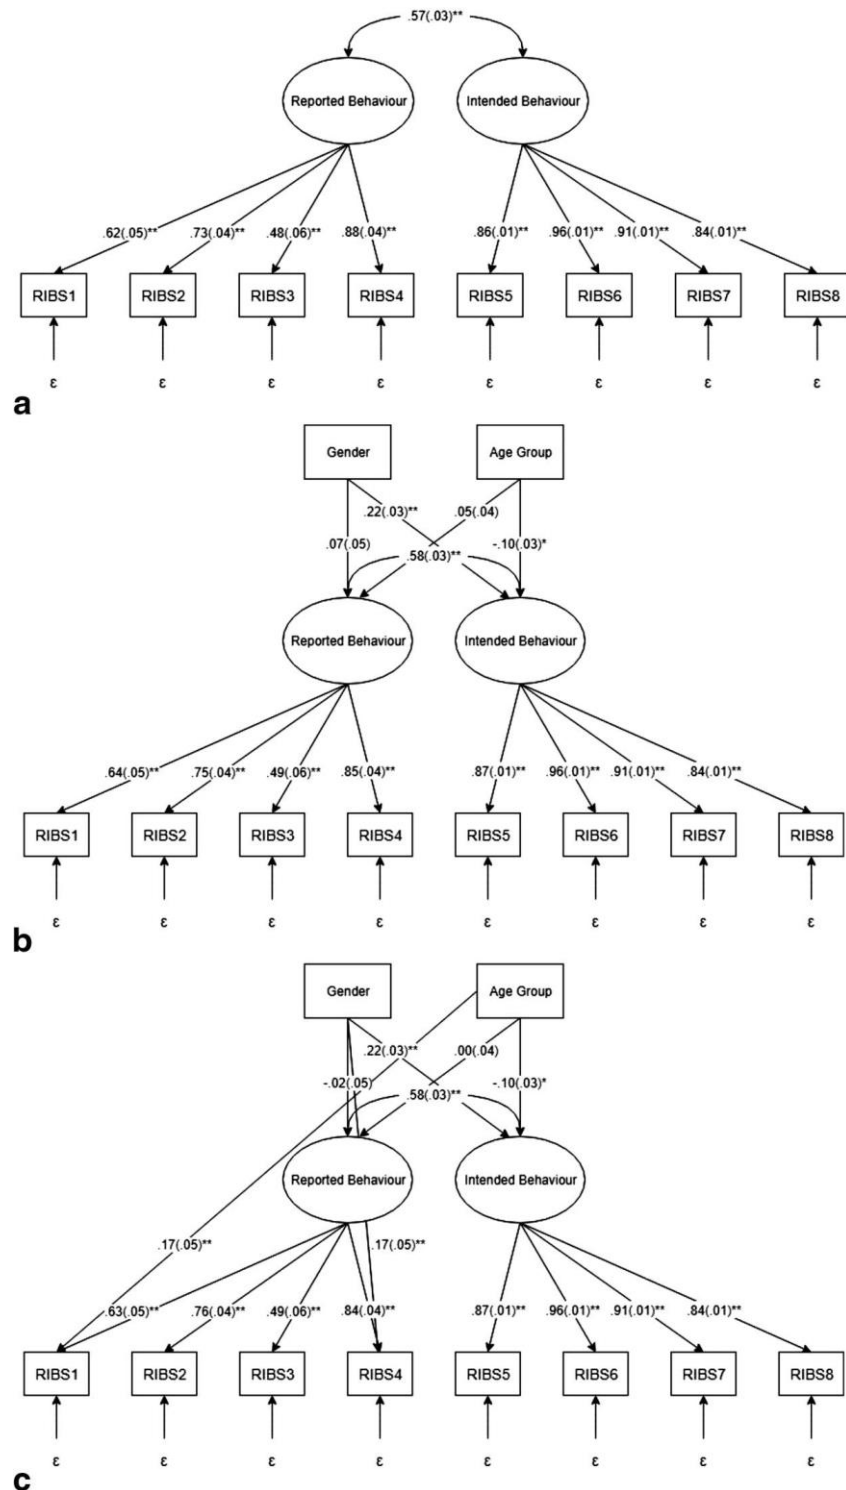 .57(.03)**
Reported Behaviour Intended Behaviour
.62(.05)** .73(.04)** .48(.06)** .88(.04)** .86(.01)** .96(.01)** .91(.01)** .84(.01)**
RIBS1 RIBS2 RIBS3 RIBS4 RIBS5 RIBS6 RIBS7 RIBS8
ε ε ε ε ε ε ε ε
a
Gender Age Group
.22(.03)** .05(.04)
.07(.05) .58(.03)** -.10(.03)*
Reported Behaviour Intended Behaviour
.64(.05)** .75(.04)** .49(.06)** .85(.04)** .87(.01)** .96(.01)** .91(.01)** .84(.01)**
RIBS1 RIBS2 RIBS3 RIBS4 RIBS5 RIBS6 RIBS7 RIBS8
ε ε ε ε ε ε ε ε
b
Gender Age Group
.22(.03)** .00(.04)
-.02(.05) .58(.03)** -.10(.03)*
Reported Behaviour Intended Behaviour
.17(.05)** .17(.05)**
.63(.05)** .76(.04)** .49(.06)** .84(.04)** .87(.01)** .96(.01)** .91(.01)** .84(.01)**
RIBS1 RIBS2 RIBS3 RIBS4 RIBS5 RIBS6 RIBS7 RIBS8
ε ε ε ε ε ε ε ε
c